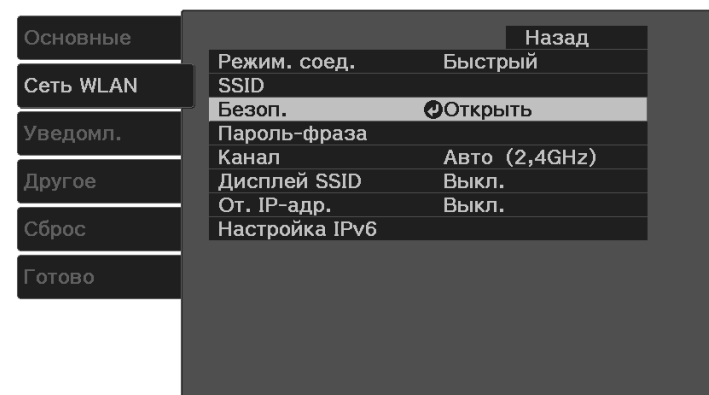 Основные
Сеть WLAN
Уведомл.
Другое
Сброс
Готово
Назад
Режим. соед. Быстрый
SSID
Безоп. Открыть
Пароль-фраза
Канал Авто (2,4GHz)
Дисплей SSID Выкл.
От. IP-адр. Выкл.
Настройка IPv6